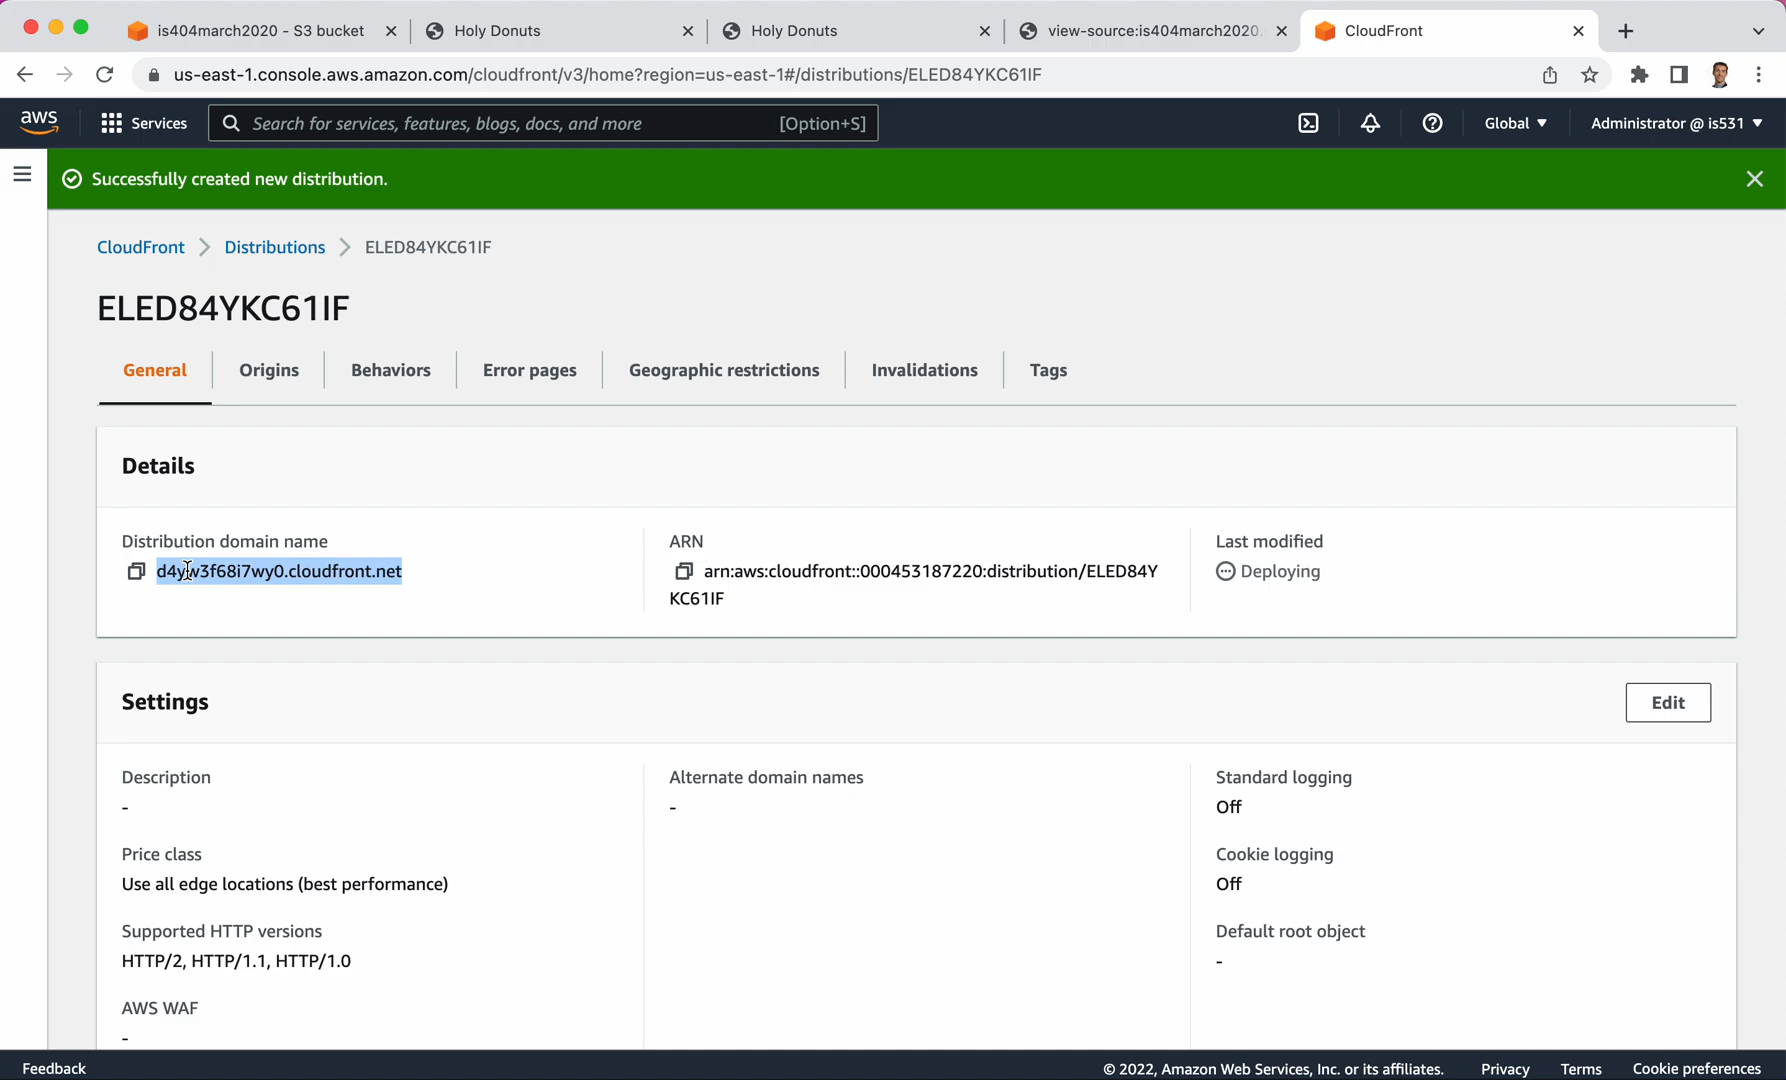 is404march2020 - S3 bucket
Holy Donuts
Holy Donuts
view-source:is404march2020.
CloudFront
us-east-1.console.aws.amazon.com/cloudfront/v3/home?region=us-east-1#/distributions/ELED84YKC61IF
aws
Services
Search for services, features, blogs, docs, and more
[Option+S]
Global
Administrator @ is531
Successfully created new distribution.
CloudFront
Distributions
ELED84YKC61IF
ELED84YKC61IF
General
Origins
Behaviors
Error pages
Geographic restrictions
Invalidations
Tags
Details
Distribution domain name
d4yw3f68i7wy0.cloudfront.net
ARN
arn:aws:cloudfront::000453187220:distribution/ELED84Y
KC61IF
Last modified
Deploying
Settings
Edit
Description
-
Price class
Use all edge locations (best performance)
Supported HTTP versions
HTTP/2, HTTP/1.1, HTTP/1.0
AWS WAF
-
Alternate domain names
-
Standard logging
Off
Cookie logging
Off
Default root object
-
Feedback
© 2022, Amazon Web Services, Inc. or its affiliates.
Privacy
Terms
Cookie preferences